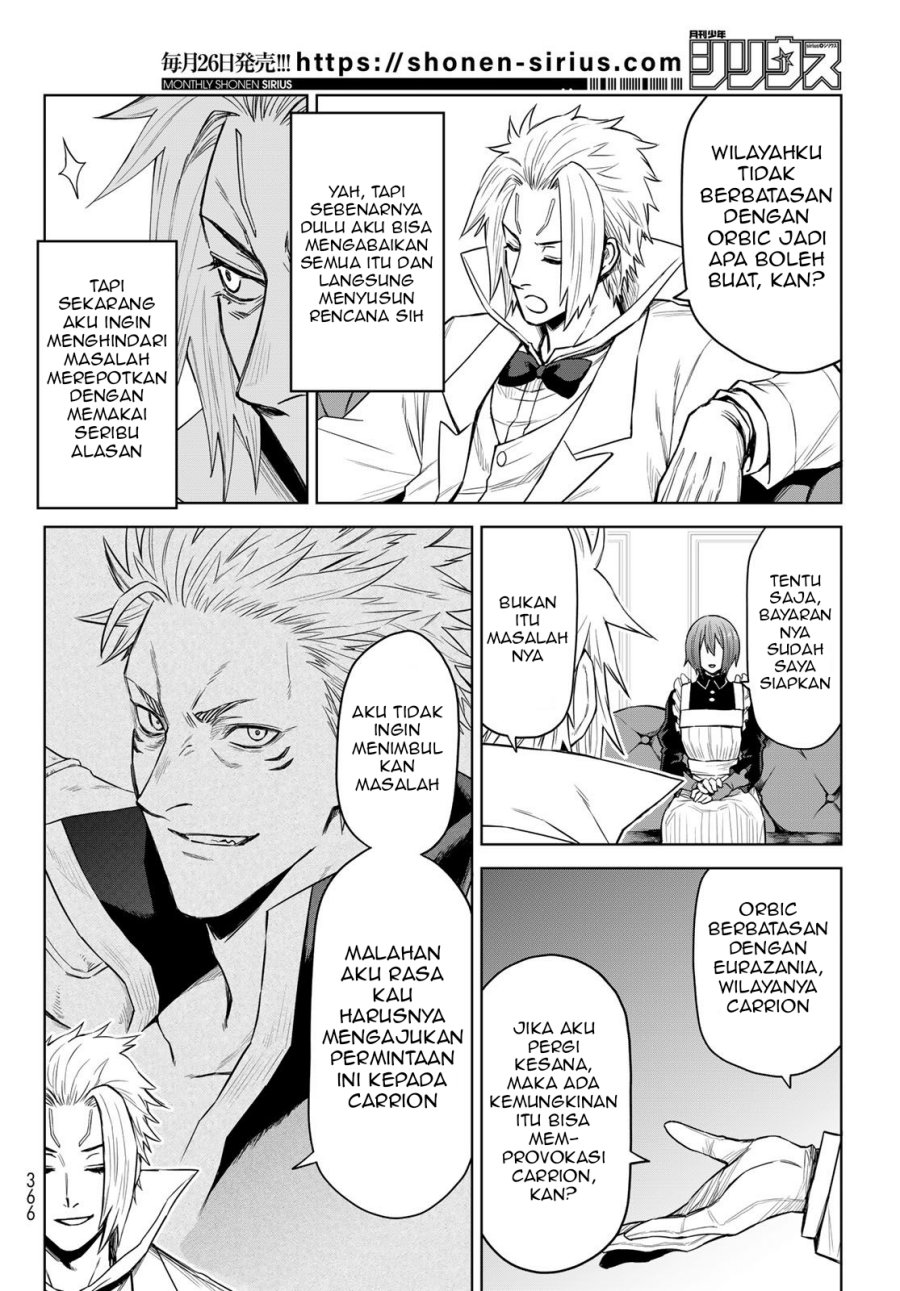 毎月26日発売!!! https://shonen-sirius.com
MONTHLY SHONEN SIRIUS
月刊少年
シリウス
WILAYAHKU
TIDAK
BERBATASAN
DENGAN
ORBIC JADI
APA BOLEH
BUAT, KAN?
YAH, TAPI
SEBENARNYA
DULU AKU BISA
MENGABAIKAN
SEMUA ITU DAN
LANGSUNG
MENYUSUN
RENCANA SIH
TAPI
SEKARANG
AKU INGIN
MENGHINDARI
MASALAH
MEREPOTKAN
DENGAN
MEMAKAI
SERIBU
ALASAN
TENTU
SAJA,
BAYARAN
NYA
SUDAH
SAYA
SIAPKAN
BUKAN
ITU
MASALAH
NYA
ORBIC
BERBATASAN
DENGAN
EURAZANIA,
WILAYANYA
CARRION
JIKA AKU
PERGI
KESANA,
MAKA ADA
KEMUNGKINAN
ITU BISA
MEM-
PROVOKASI
CARRION,
KAN?
AKU TIDAK
INGIN
MENIMBUL
KAN
MASALAH
MALAHAN
AKU RASA
KAU
HARUSNYA
MENGAJUKAN
PERMINTAAN
INI KEPADA
CARRION
366